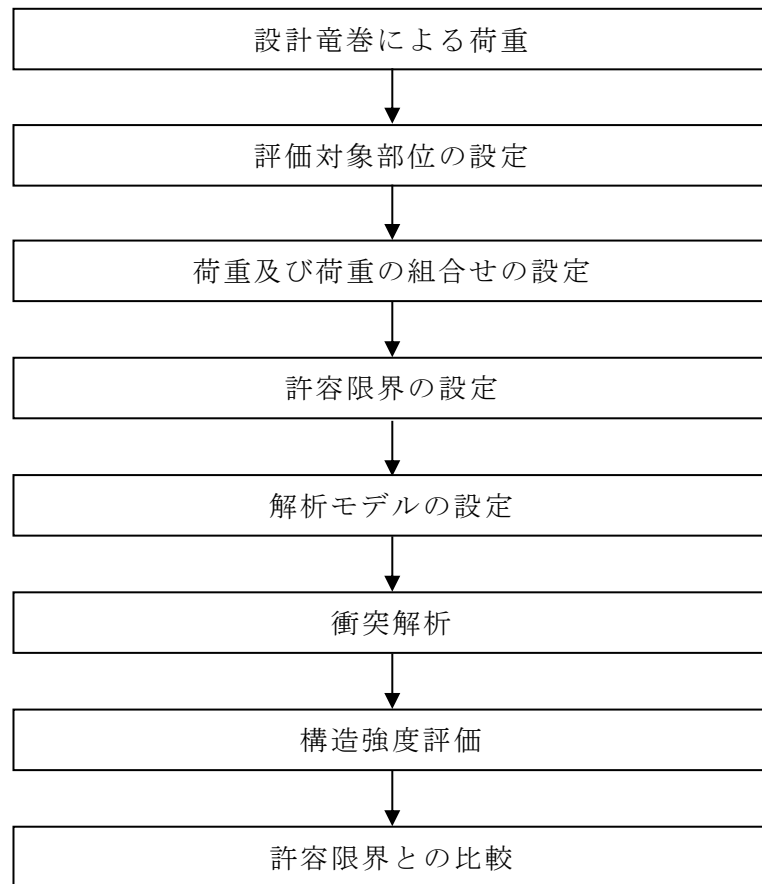 設計竜巻による荷重
評価対象部位の設定
荷重及び荷重の組合せの設定
許容限界の設定
解析モデルの設定
衝突解析
構造強度評価
許容限界との比較